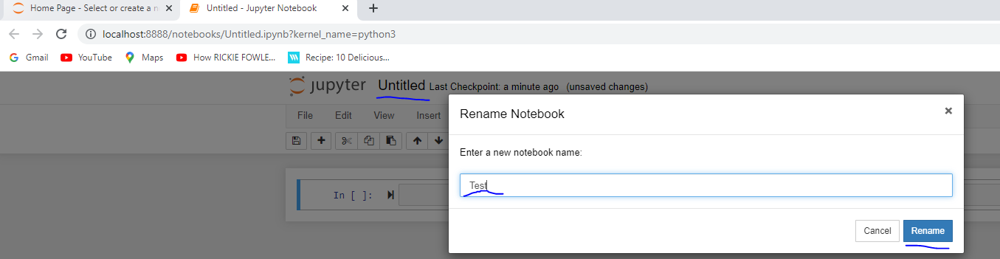 Home Page - Select or create a n
Untitled - Jupyter Notebook
localhost:8888/notebooks/Untitled.ipynb?kernel_name=python3
Gmail YouTube Maps How RICKIE FOWLE... Recipe: 10 Delicious...
jupyter Untitled Last Checkpoint: a minute ago (unsaved changes)
File Edit View Insert
Rename Notebook
Enter a new notebook name:
Test
In [ ]:
Cancel Rename